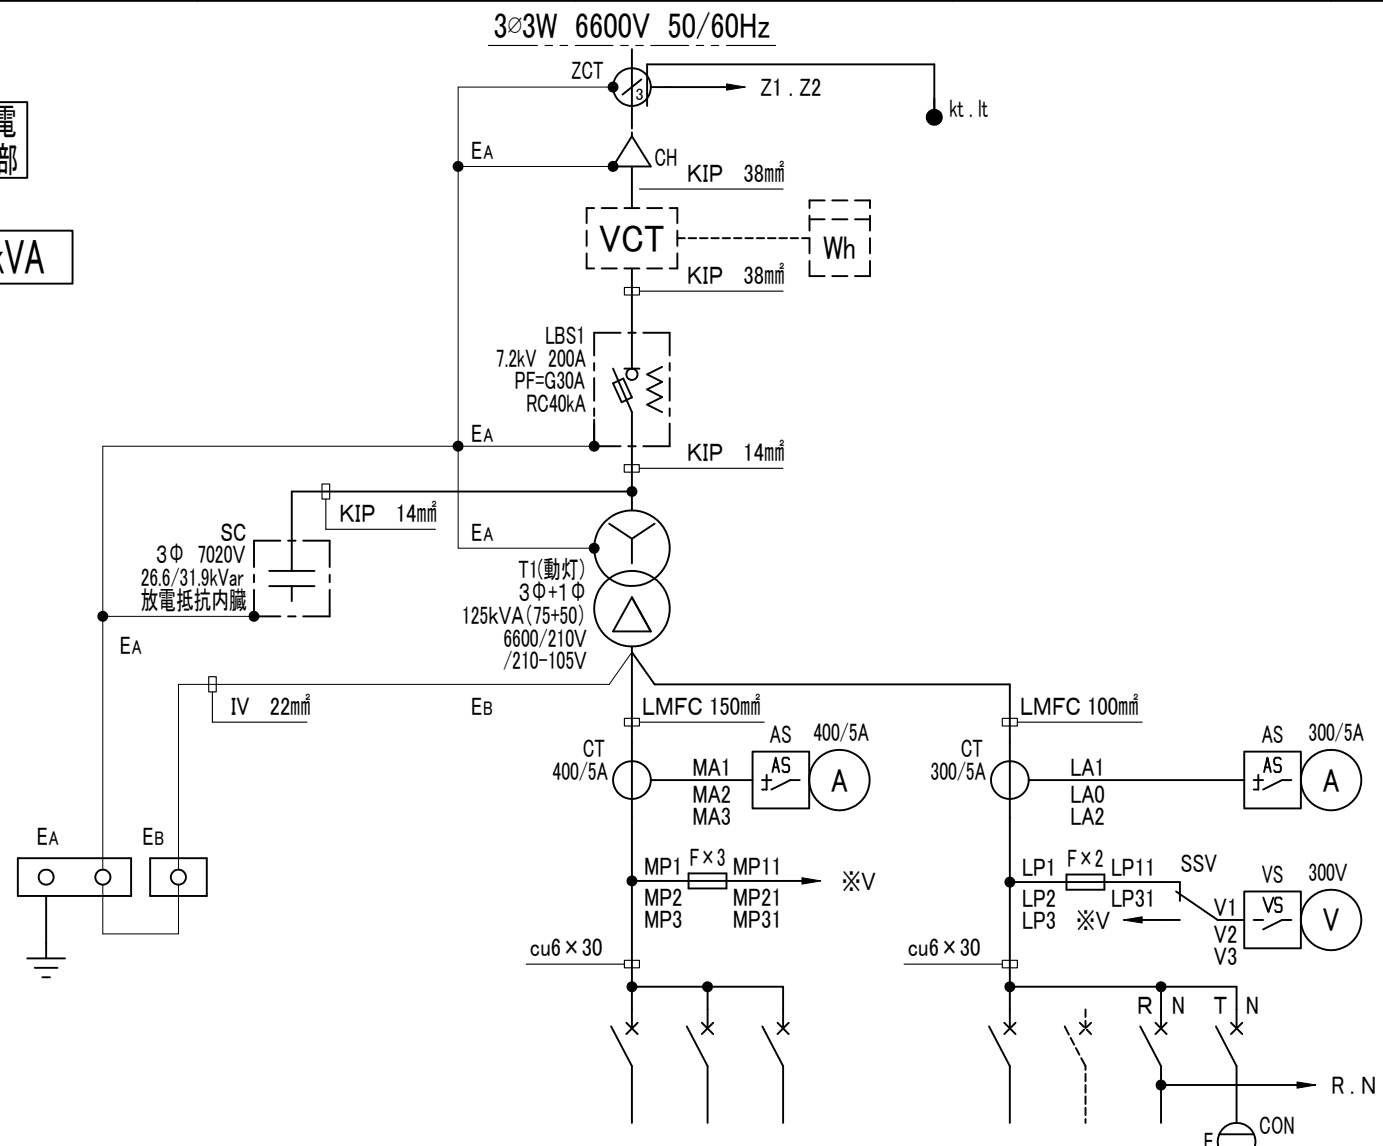 3∅3W 6600V 50/60Hz
ZCT
3
Z1 . Z2
kt . lt
電
部
EA
CH
KIP 38mm²
kVA
VCT
Wh
KIP 38mm²
LBS1
7.2kV 200A
PF=G30A
RC40kA
EA
KIP 14mm²
KIP 14mm²
EA
SC
3Φ 7020V
26.6/31.9kVar
放電抵抗内臓
T1(動灯)
3Φ+1Φ
125kVA(75+50)
6600/210V
/210-105V
EA
IV 22mm²
EB
LMFC 150mm²
LMFC 100mm²
CT
400/5A
MA1
MA2
MA3
AS 400/5A
AS
A
CT
300/5A
LA1
LA0
LA2
AS 300/5A
AS
A
EA
EB
MP1 F×3 MP11
MP2 MP21
MP3 MP31
※V
LP1 F×2 LP11
LP2 LP31
LP3 ※V
SSV
V1
V2
V3
VS 300V
VS
V
cu6×30
cu6×30
R N T N
R . N
E
CON